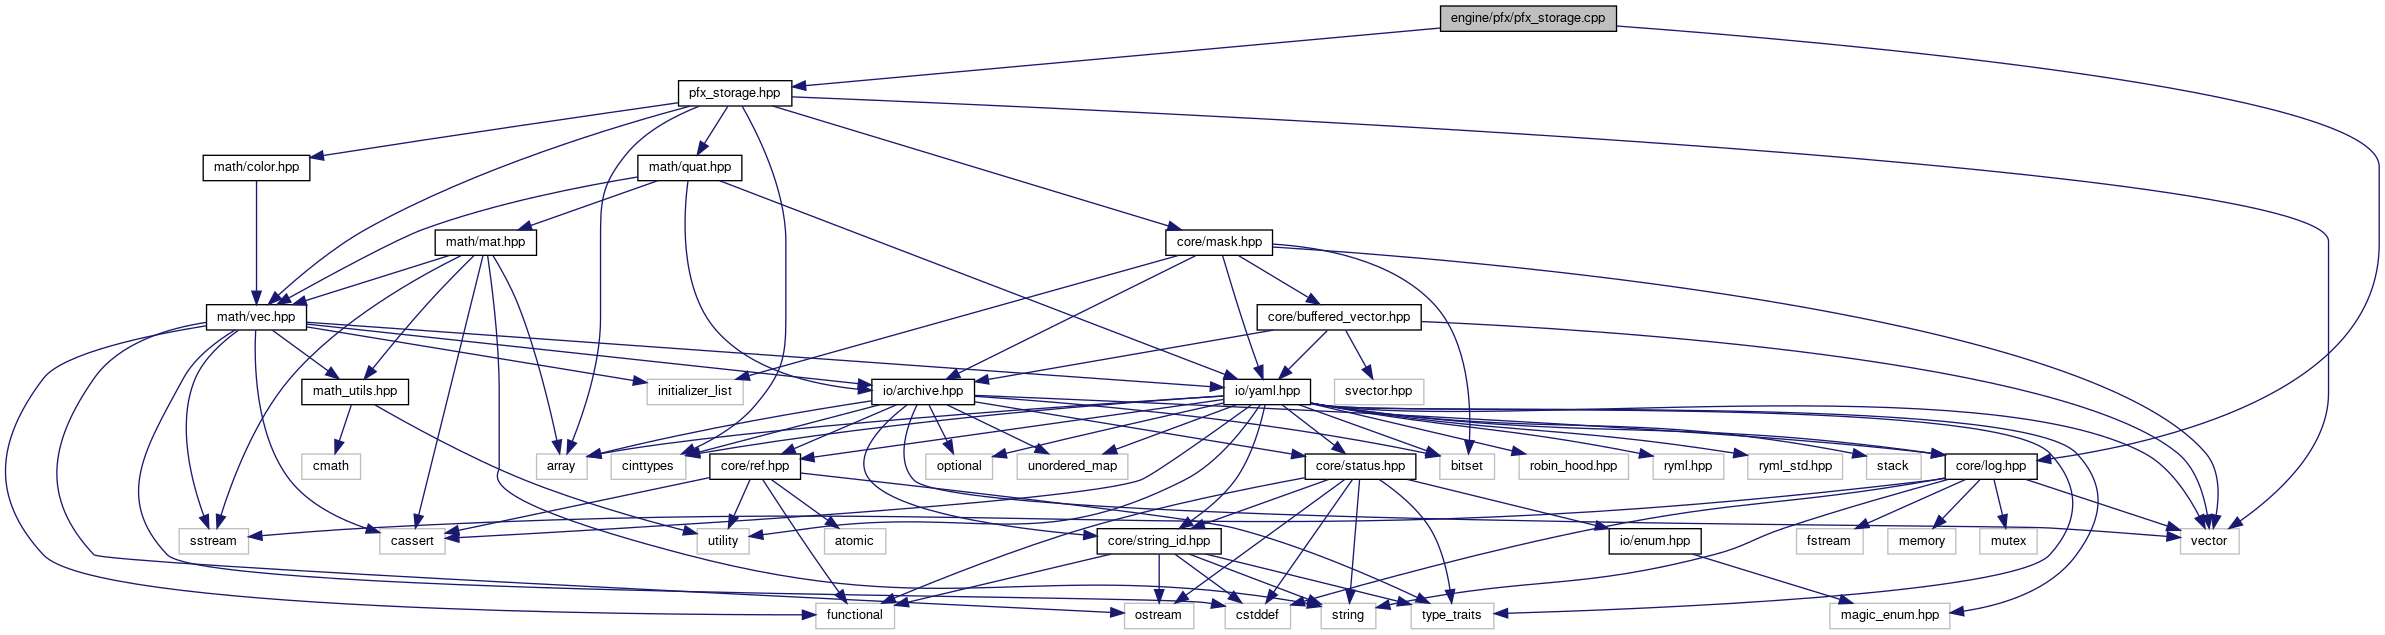 engine/pfx/pfx_storage.cpp
pfx_storage.hpp
math/color.hpp
math/quat.hpp
math/mat.hpp
core/mask.hpp
math/vec.hpp
core/buffered_vector.hpp
math_utils.hpp
initializer_list
io/archive.hpp
io/yaml.hpp
svector.hpp
cmath
array
cinttypes
core/ref.hpp
optional
unordered_map
core/status.hpp
bitset
robin_hood.hpp
ryml.hpp
ryml_std.hpp
stack
core/log.hpp
sstream
cassert
utility
atomic
core/string_id.hpp
io/enum.hpp
fstream
memory
mutex
vector
functional
ostream
cstddef
string
type_traits
magic_enum.hpp